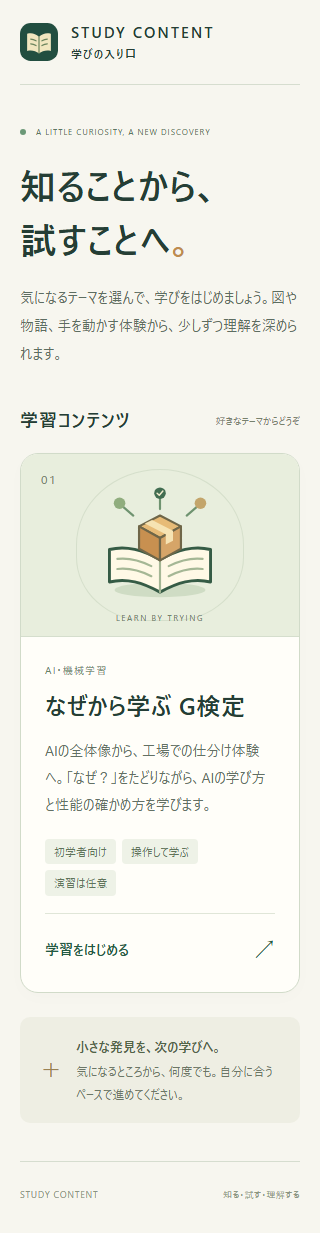 STUDY CONTENT
学びの入り口
A LITTLE CURIOSITY, A NEW DISCOVERY
知ることから、
試すことへ。
気になるテーマを選んで、学びをはじめましょう。図や
物語、手を動かす体験から、少しずつ理解を深めら
れます。
学習コンテンツ
好きなテーマからどうぞ
01
LEARN BY TRYING
AI・機械学習
なぜから学ぶ G検定
AIの全体像から、工場での仕分け体験
へ。「なぜ？」をたどりながら、AIの学び方
と性能の確かめ方を学びます。
初学者向け
操作して学ぶ
演習は任意
学習をはじめる
小さな発見を、次の学びへ。
気になるところから、何度でも。自分に合う
ペースで進めてください。
STUDY CONTENT
知る・試す・理解する